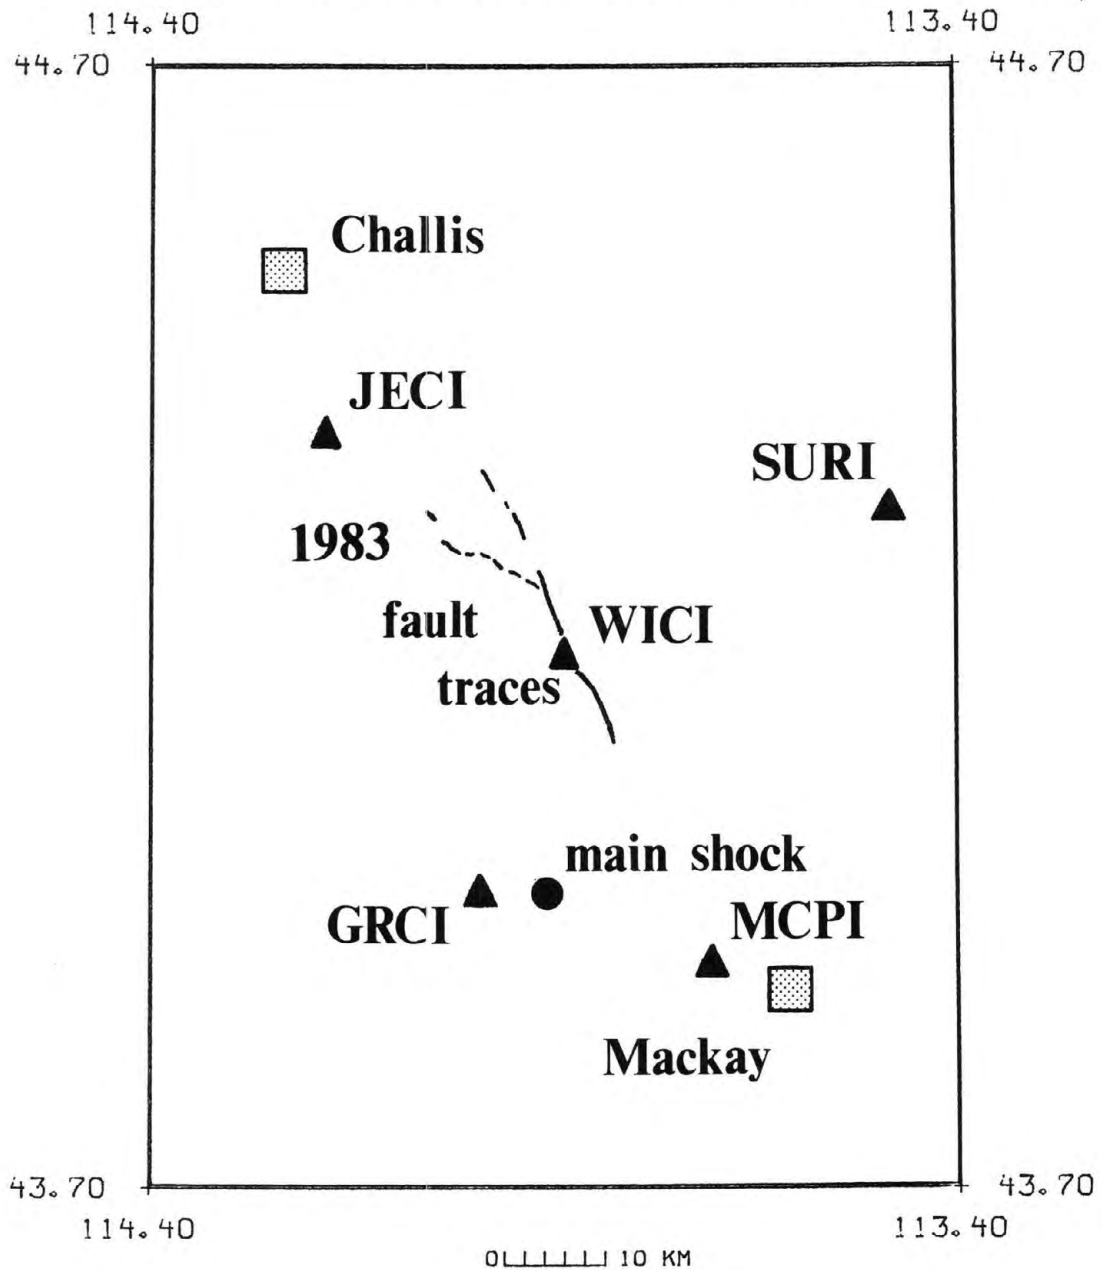 114.40 113.40
44.70 44.70
Challis
JECI
SURI
1983
fault WICI
traces
main shock
GRCI MCPI
Mackay
43.70 43.70
114.40 113.40
0 10 KM